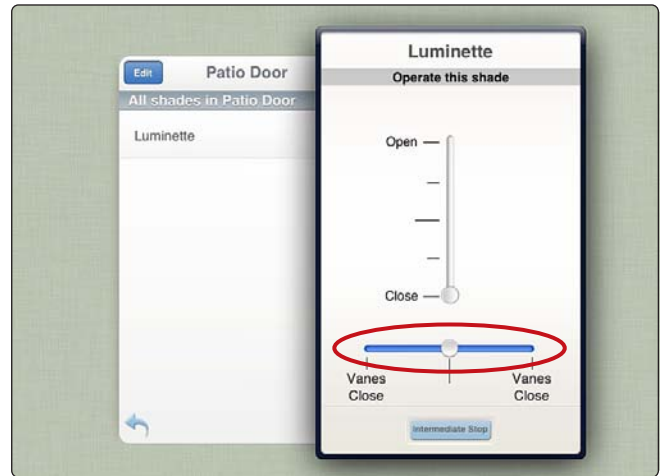 Edit
Patio Door
All shades in Patio Door
Luminette
Luminette
Operate this shade
Open
Close
Vanes
Close
Vanes
Close
Intermediate Stop